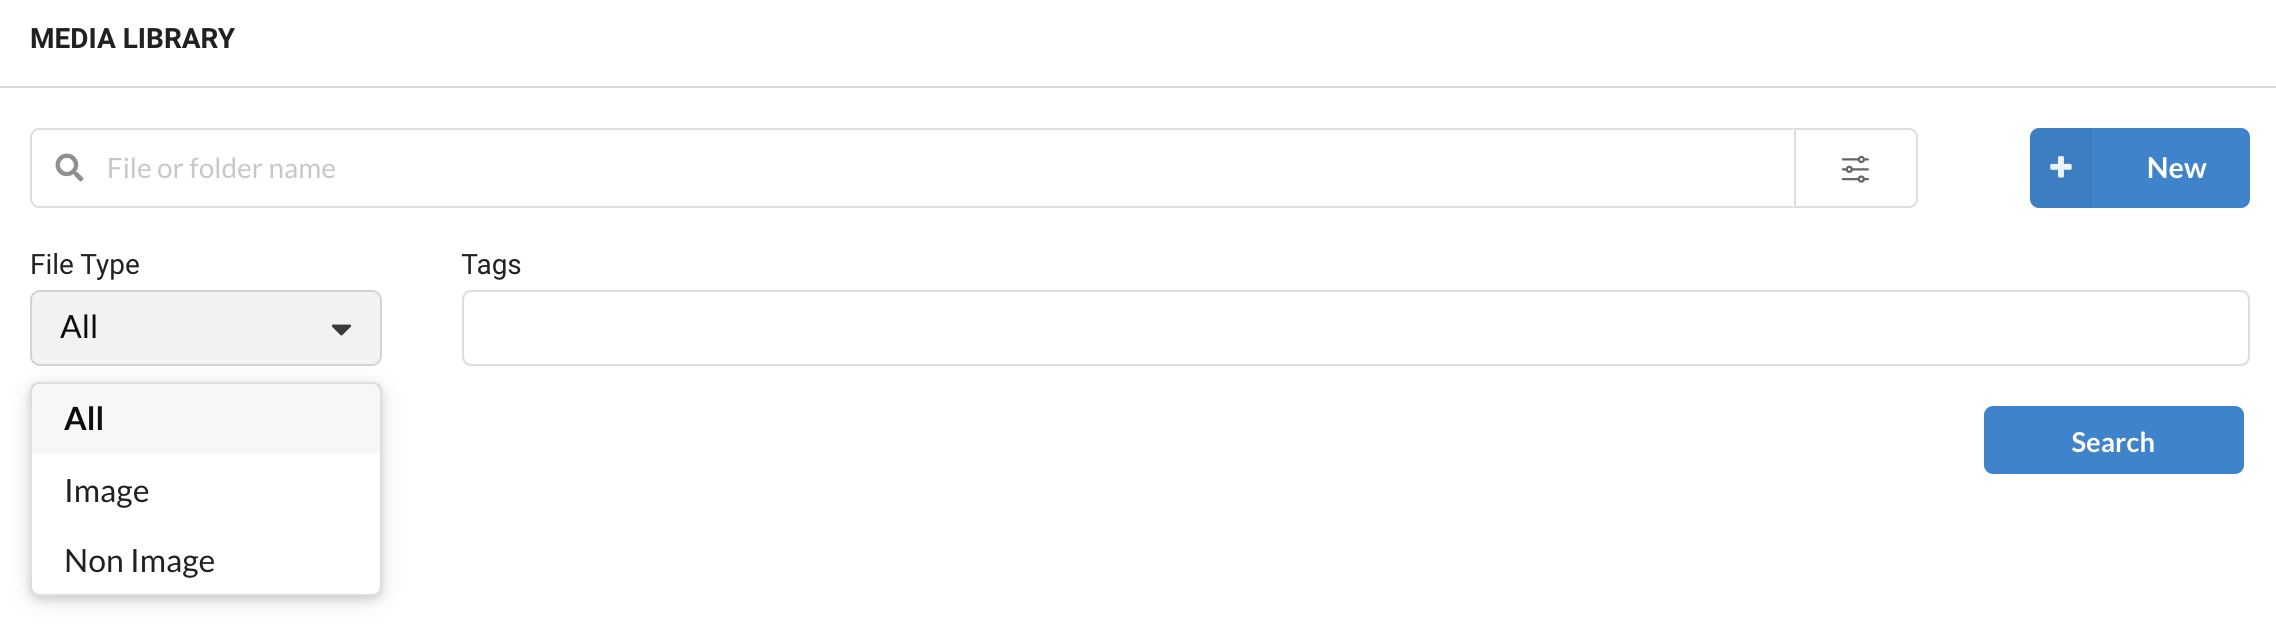 MEDIA LIBRARY
File or folder name
New
File Type
Tags
All
All
Image
Non Image
Search